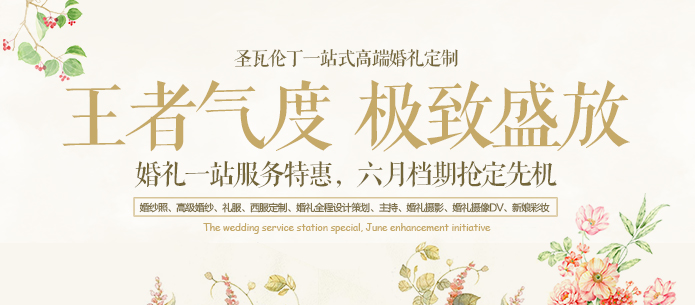 圣瓦伦丁一站式高端婚礼定制
王者气度 极致盛放
婚礼一站服务特惠，六月档期抢定先机
婚纱照、高级婚纱、礼服、西服定制、婚礼全程设计策划、主持、婚礼摄影、婚礼摄像DV、新娘彩妆
The wedding service station special, June enhancement initiative